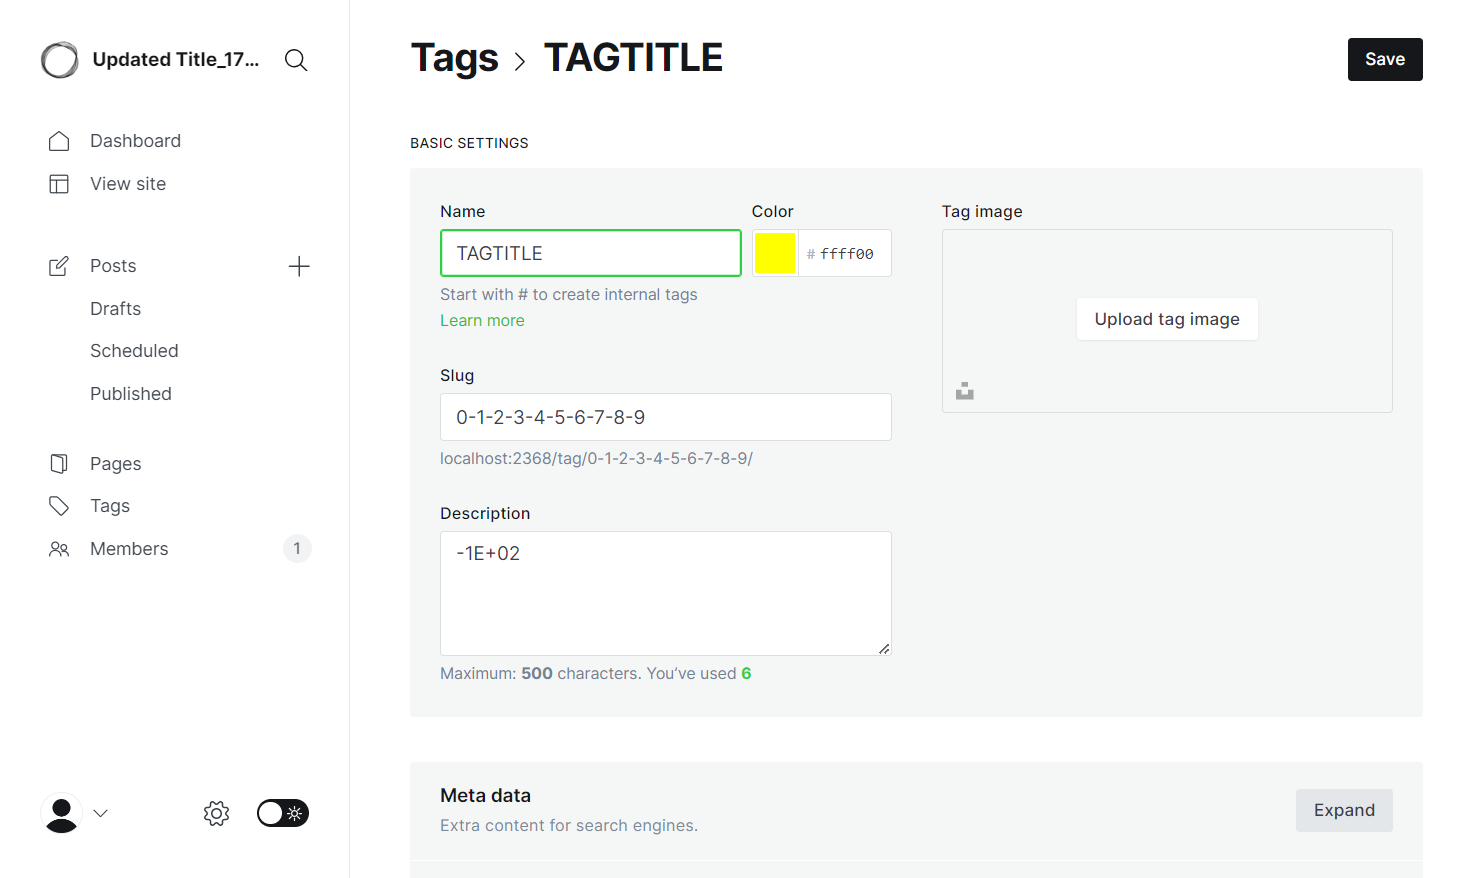 Updated Title_17...
Dashboard
View site
Posts
Drafts
Scheduled
Published
Pages
Tags
Members 1
Tags > TAGTITLE
Save
BASIC SETTINGS
Name
TAGTITLE
Start with # to create internal tags
Learn more
Color
# ffff00
Slug
0-1-2-3-4-5-6-7-8-9
localhost:2368/tag/0-1-2-3-4-5-6-7-8-9/
Description
-1E+02
Maximum: 500 characters. You’ve used 6
Tag image
Upload tag image
Meta data
Extra content for search engines.
Expand